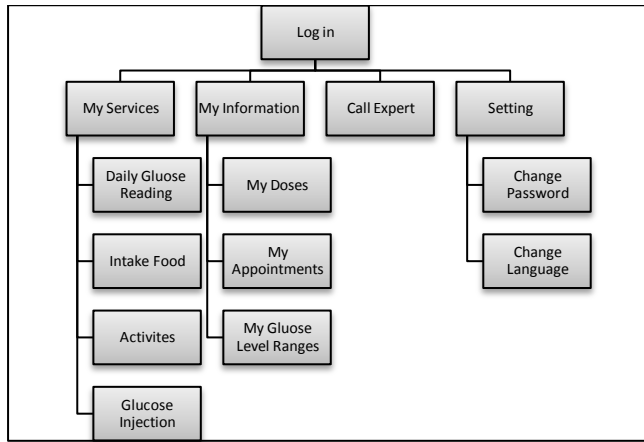 Log in
My Services
My Information
Call Expert
Setting
Daily Gluose
Reading
Intake Food
Activites
Glucose
Injection
My Doses
My
Appointments
My Gluose
Level Ranges
Change
Password
Change
Language